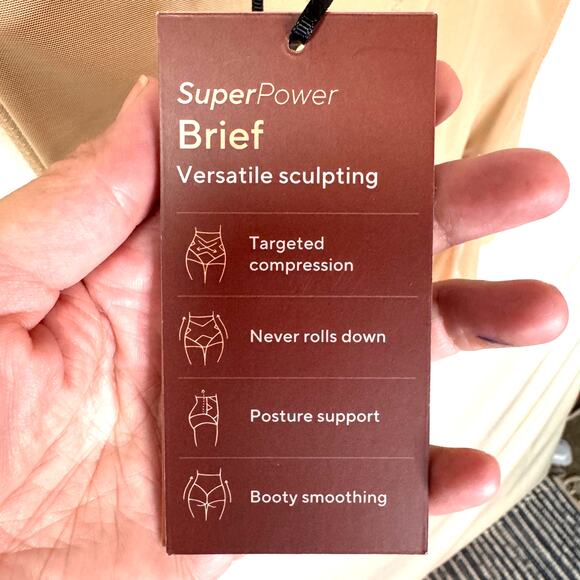 SuperPower
Brief
Versatile sculpting
Targeted
compression
Never rolls down
Posture support
Booty smoothing